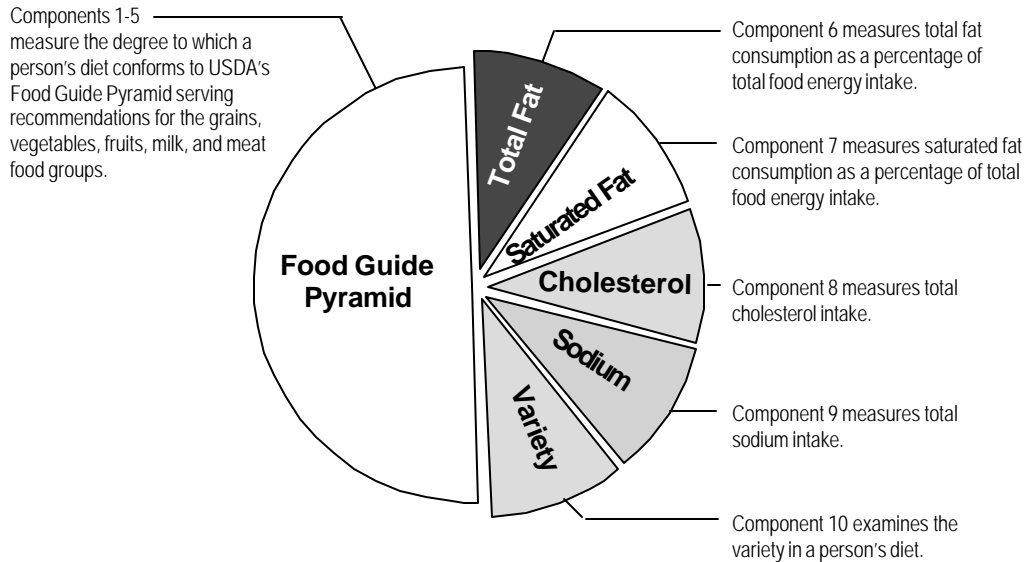 Components 1-5
measure the degree to which a
person's diet conforms to USDA's
Food Guide Pyramid serving
recommendations for the grains,
vegetables, fruits, milk, and meat
food groups.
Food Guide
Pyramid
Total Fat
Saturated Fat
Cholesterol
Sodium
Variety
Component 6 measures total fat
consumption as a percentage of
total food energy intake.
Component 7 measures saturated fat
consumption as a percentage of total
food energy intake.
Component 8 measures total
cholesterol intake.
Component 9 measures total
sodium intake.
Component 10 examines the
variety in a person's diet.